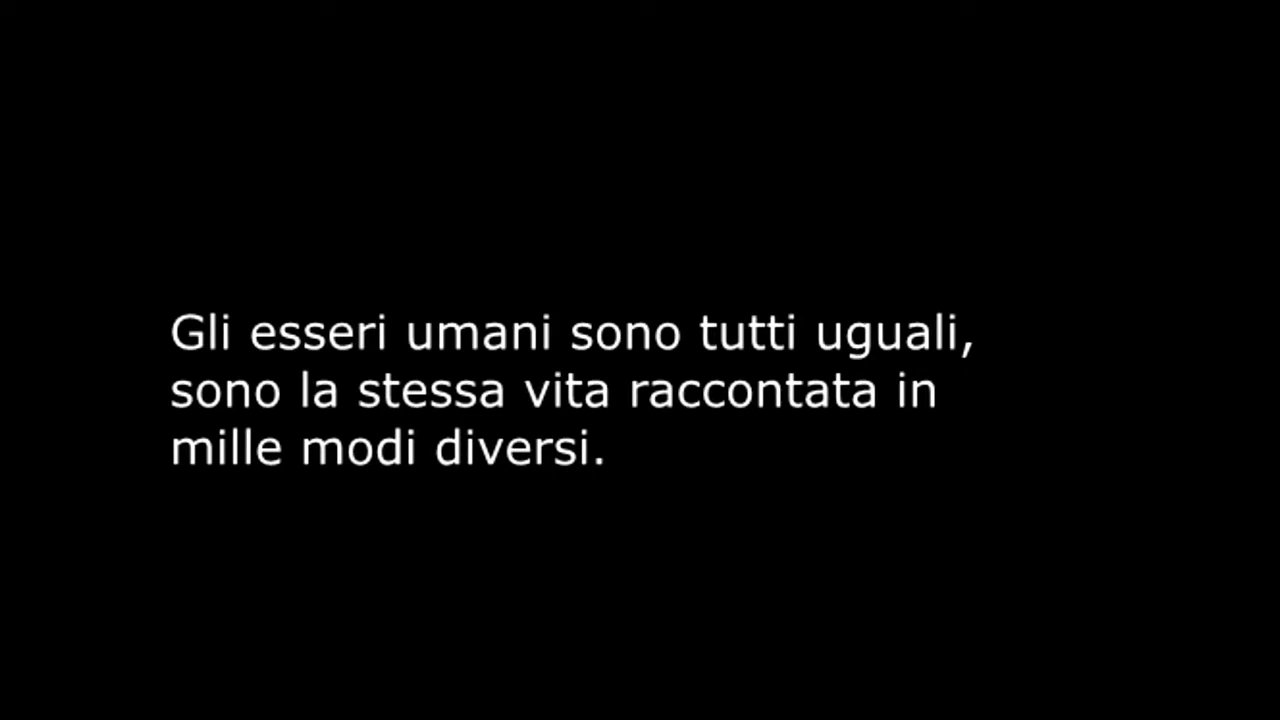 Gli esseri umani sono tutti uguali,
sono la stessa vita raccontata in
mille modi diversi.